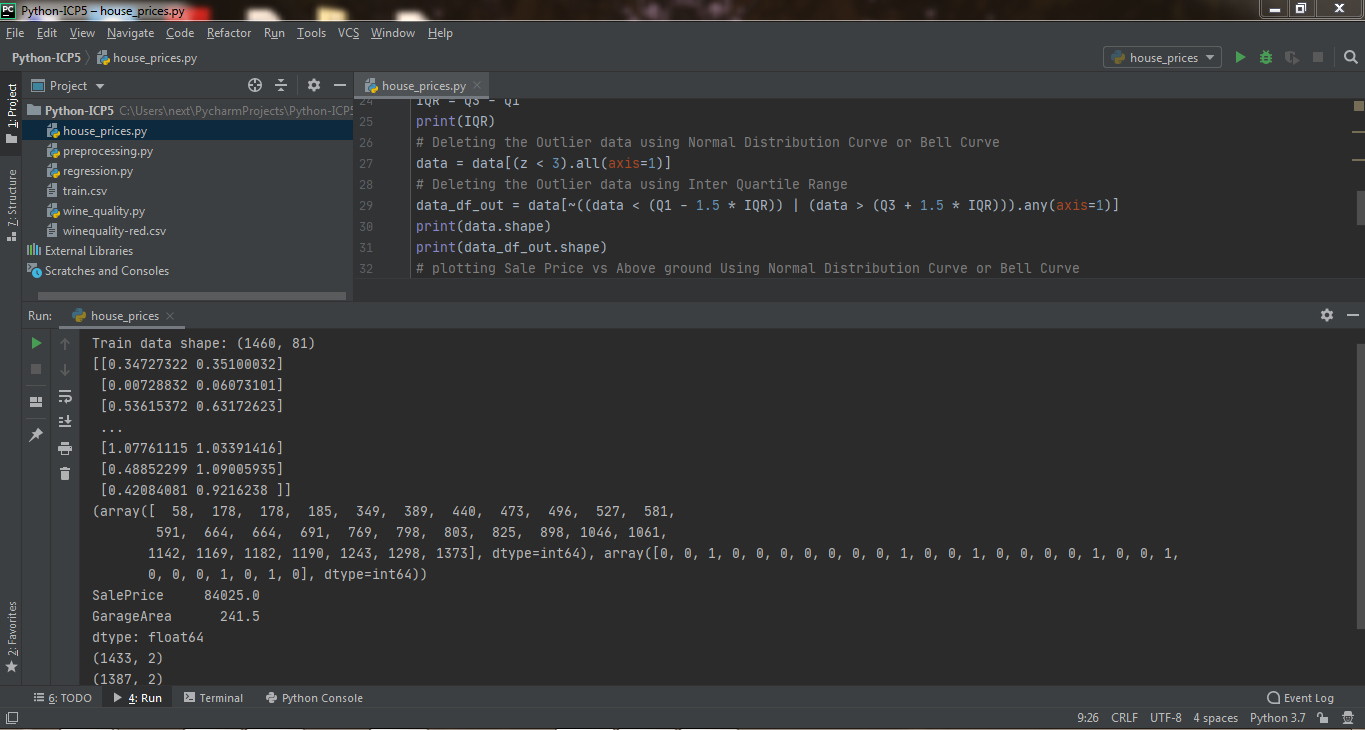 PC Python-ICP5 – house_prices.py
File Edit View Navigate Code Refactor Run Tools VCS Window Help
Python-ICP5 house_prices.py house_prices
1: Project
Project
house_prices.py
Python-ICP5 C:\Users\next\PycharmProjects\Python-ICP5
house_prices.py
preprocessing.py
regression.py
train.csv
wine_quality.py
winequality-red.csv
External Libraries
Scratches and Consoles
7: Structure
24 IQR = Q3 - Q1
25 print(IQR)
26 # Deleting the Outlier data using Normal Distribution Curve or Bell Curve
27 data = data[(z < 3).all(axis=1)]
28 # Deleting the Outlier data using Inter Quartile Range
29 data_df_out = data[~((data < (Q1 - 1.5 * IQR)) | (data > (Q3 + 1.5 * IQR))).any(axis=1)]
30 print(data.shape)
31 print(data_df_out.shape)
32 # plotting Sale Price vs Above ground Using Normal Distribution Curve or Bell Curve
Run: house_prices
Train data shape: (1460, 81)
[[0.34727322 0.35100032]
[0.00728832 0.06073101]
[0.53615372 0.63172623]
...
[1.07761115 1.03391416]
[0.48852299 1.09005935]
[0.42084081 0.9216238 ]]
(array([ 58, 178, 178, 185, 349, 389, 440, 473, 496, 527, 581,
591, 664, 664, 691, 769, 798, 803, 825, 898, 1046, 1061,
1142, 1169, 1182, 1190, 1243, 1298, 1373], dtype=int64), array([0, 0, 1, 0, 0, 0, 0, 0, 0, 0, 1, 0, 0, 1, 0, 0, 0, 0, 1, 0, 0, 1,
0, 0, 0, 1, 0, 1, 0], dtype=int64))
SalePrice 84025.0
GarageArea 241.5
dtype: float64
(1433, 2)
(1387, 2)
2: Favorites
6: TODO 4: Run Terminal Python Console Event Log
9:26 CRLF UTF-8 4 spaces Python 3.7